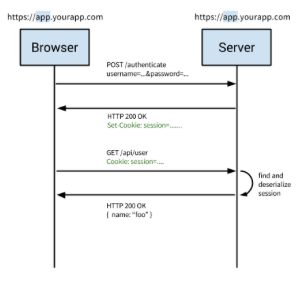 https://app.yourapp.com
https://app.yourapp.com
Browser
Server
POST /authenticate
username=...&password=...
HTTP 200 OK
Set-Cookie: session=.......
GET /api/user
Cookie: session=....
find and
deserialize
session
HTTP 200 OK
{ name: "foo" }